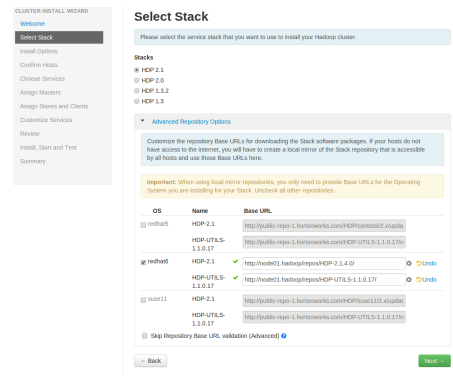 CLUSTER INSTALL WIZARD
Welcome
Select Stack
Install Options
Confirm Hosts
Choose Services
Assign Masters
Assign Slaves and Clients
Customize Services
Review
Install, Start and Test
Summary
Select Stack
Please select the service stack that you want to use to install your Hadoop cluster.
Stacks
HDP 2.1
HDP 2.0
HDP 1.3.2
HDP 1.3
Advanced Repository Options
Customize the repository Base URLs for downloading the Stack software packages. If your hosts do not
have access to the internet, you will have to create a local mirror of the Stack repository that is accessible
by all hosts and use those Base URLs here.
Important: When using local mirror repositories, you only need to provide Base URLs for the Operating
System you are installing for your Stack. Uncheck all other repositories.
OS Name Base URL
redhat5 HDP-2.1 http://public-repo-1.hortonworks.com/HDP/centos5/2.x/updat
HDP-UTILS-
1.1.0.17 http://public-repo-1.hortonworks.com/HDP-UTILS-1.1.0.17/re
redhat6 HDP-2.1 http://node01.hadoop/repos/HDP-2.1.4.0/ Undo
HDP-UTILS-
1.1.0.17 http://node01.hadoop/repos/HDP-UTILS-1.1.0.17/ Undo
suse11 HDP-2.1 http://public-repo-1.hortonworks.com/HDP/suse11/2.x/updat
HDP-UTILS-
1.1.0.17 http://public-repo-1.hortonworks.com/HDP-UTILS-1.1.0.17/re
Skip Repository Base URL validation (Advanced)
← Back
Next →